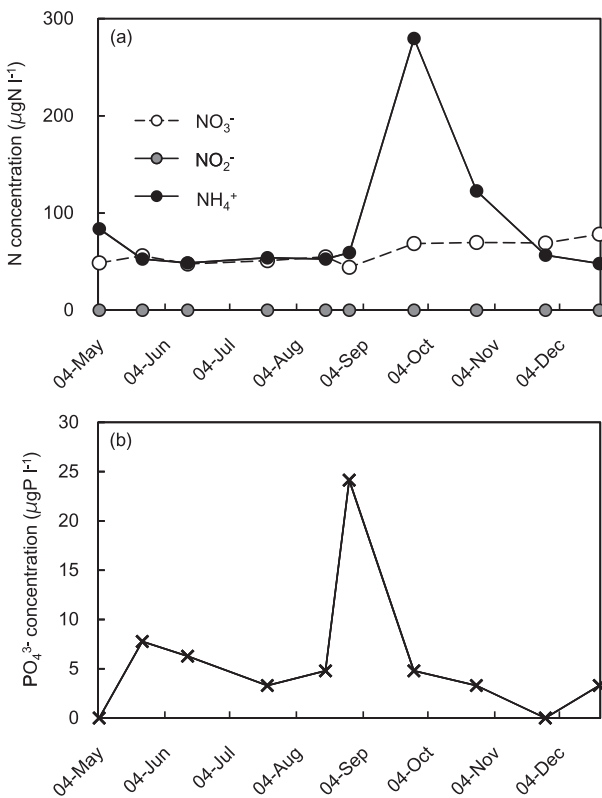 (a)
N concentration (μgN l⁻¹)
300
200
100
0
NO₃⁻
NO₂⁻
NH₄⁺
04-May
04-Jun
04-Jul
04-Aug
04-Sep
04-Oct
04-Nov
04-Dec
(b)
PO₄³⁻ concentration (μgP l⁻¹)
30
25
20
15
10
5
0
04-May
04-Jun
04-Jul
04-Aug
04-Sep
04-Oct
04-Nov
04-Dec